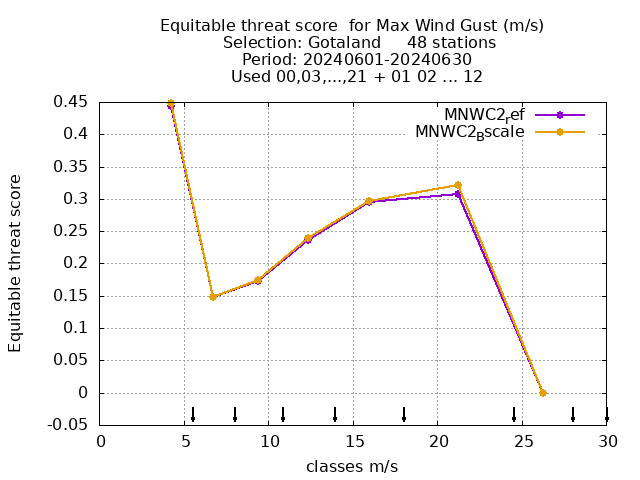 Equitable threat score  for Max Wind Gust (m/s)
Selection: Gotaland     48 stations
Period: 20240601-20240630
Used 00,03,...,21 + 01 02 ... 12
MNWC2ref
MNWC2Bscale
0.45
0.4
0.35
0.3
0.25
0.2
0.15
0.1
0.05
0
-0.05
Equitable threat score
0 5 10 15 20 25 30
classes m/s